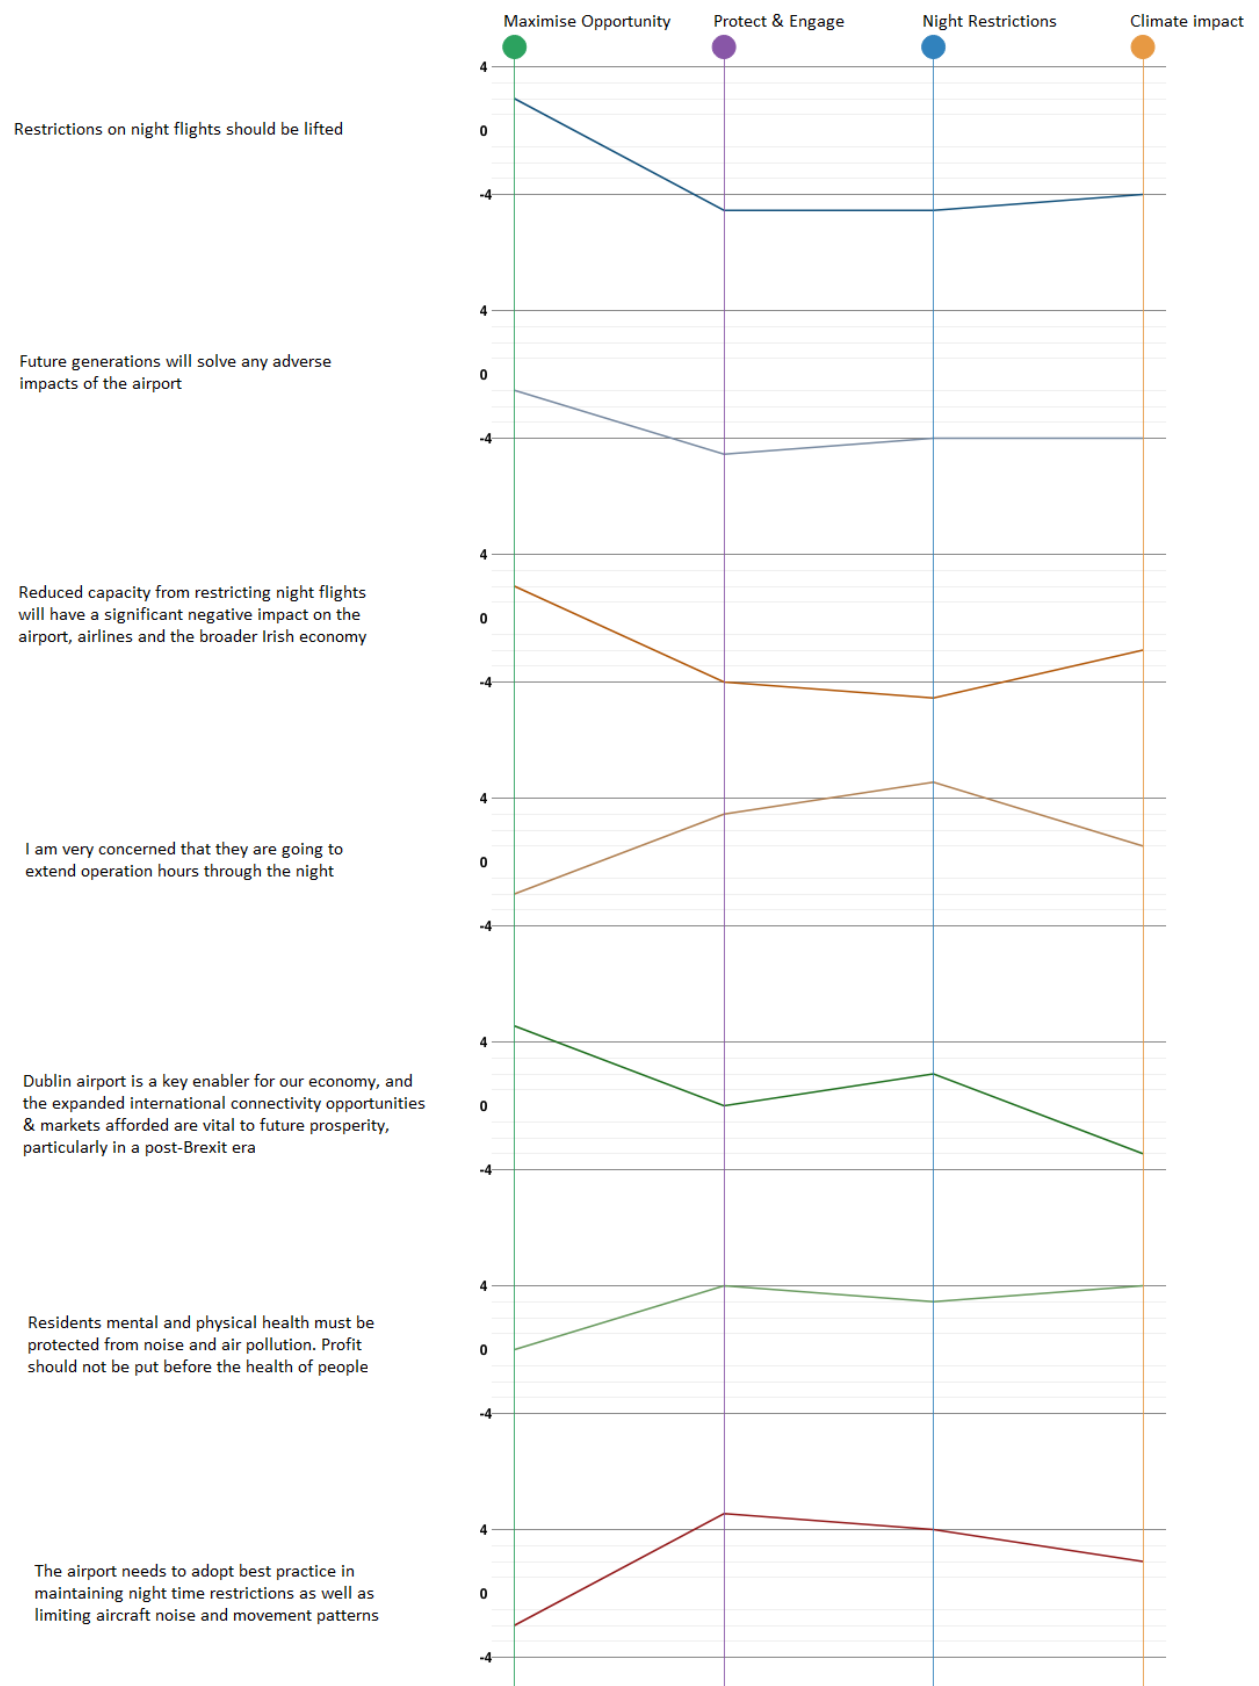 Maximise Opportunity Protect & Engage Night Restrictions Climate impact
4
Restrictions on night flights should be lifted
0
-4
4
Future generations will solve any adverse
impacts of the airport
0
-4
4
Reduced capacity from restricting night flights
will have a significant negative impact on the
airport, airlines and the broader Irish economy
0
-4
4
I am very concerned that they are going to
extend operation hours through the night
0
-4
4
Dublin airport is a key enabler for our economy, and
the expanded international connectivity opportunities
& markets afforded are vital to future prosperity,
particularly in a post-Brexit era
0
-4
4
Residents mental and physical health must be
protected from noise and air pollution. Profit
should not be put before the health of people
0
-4
4
The airport needs to adopt best practice in
maintaining night time restrictions as well as
limiting aircraft noise and movement patterns
0
-4